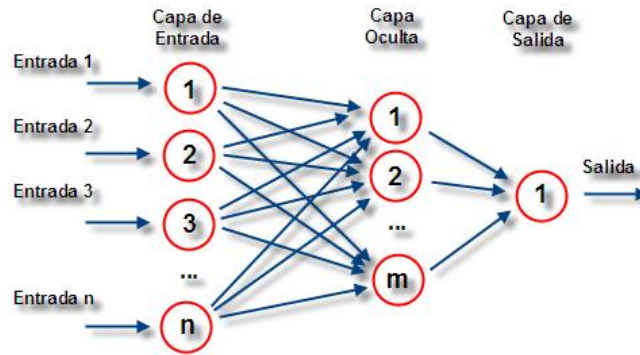 Capa de
Entrada
Capa
Oculta
Capa de
Salida
Entrada 1
Entrada 2
Entrada 3
Entrada n
1
2
3
...
n
1
2
...
m
1
Salida